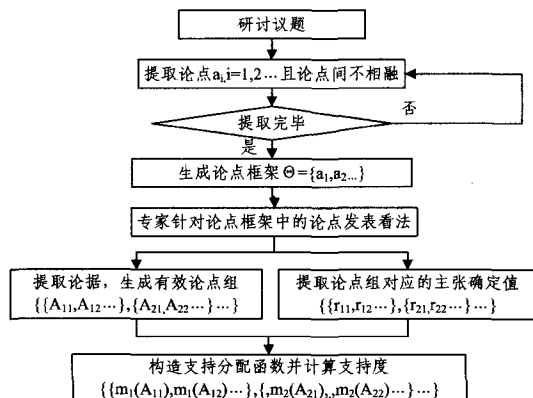 研讨议题
提取论点aᵢ,i=1,2…且论点间不相融
否
提取完毕
是
生成论点框架Θ={a₁,a₂...}
专家针对论点框架中的论点发表看法
提取论据，生成有效论点组
{{A₁₁,A₁₂…},{A₂₁,A₂₂…}…}
提取论点组对应的主张确定值
{{r₁₁,r₁₂…},{r₂₁,r₂₂…}…}
构造支持分配函数并计算支持度
{{m₁(A₁₁),m₁(A₁₂)…},{,m₂(A₂₁),,m₂(A₂₂)…}…}